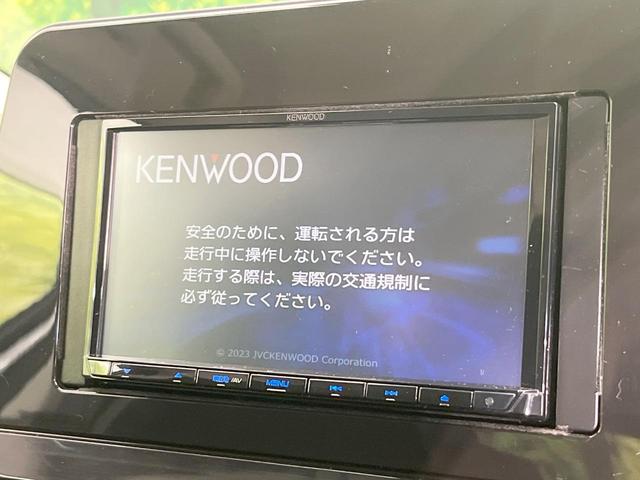 KENWOOD
KENWOOD
安全のために、運転される方は
走行中に操作しないでください。
走行する際は、実際の交通規制に
必ず従ってください。
© 2023 JVCKENWOOD Corporation
MENU